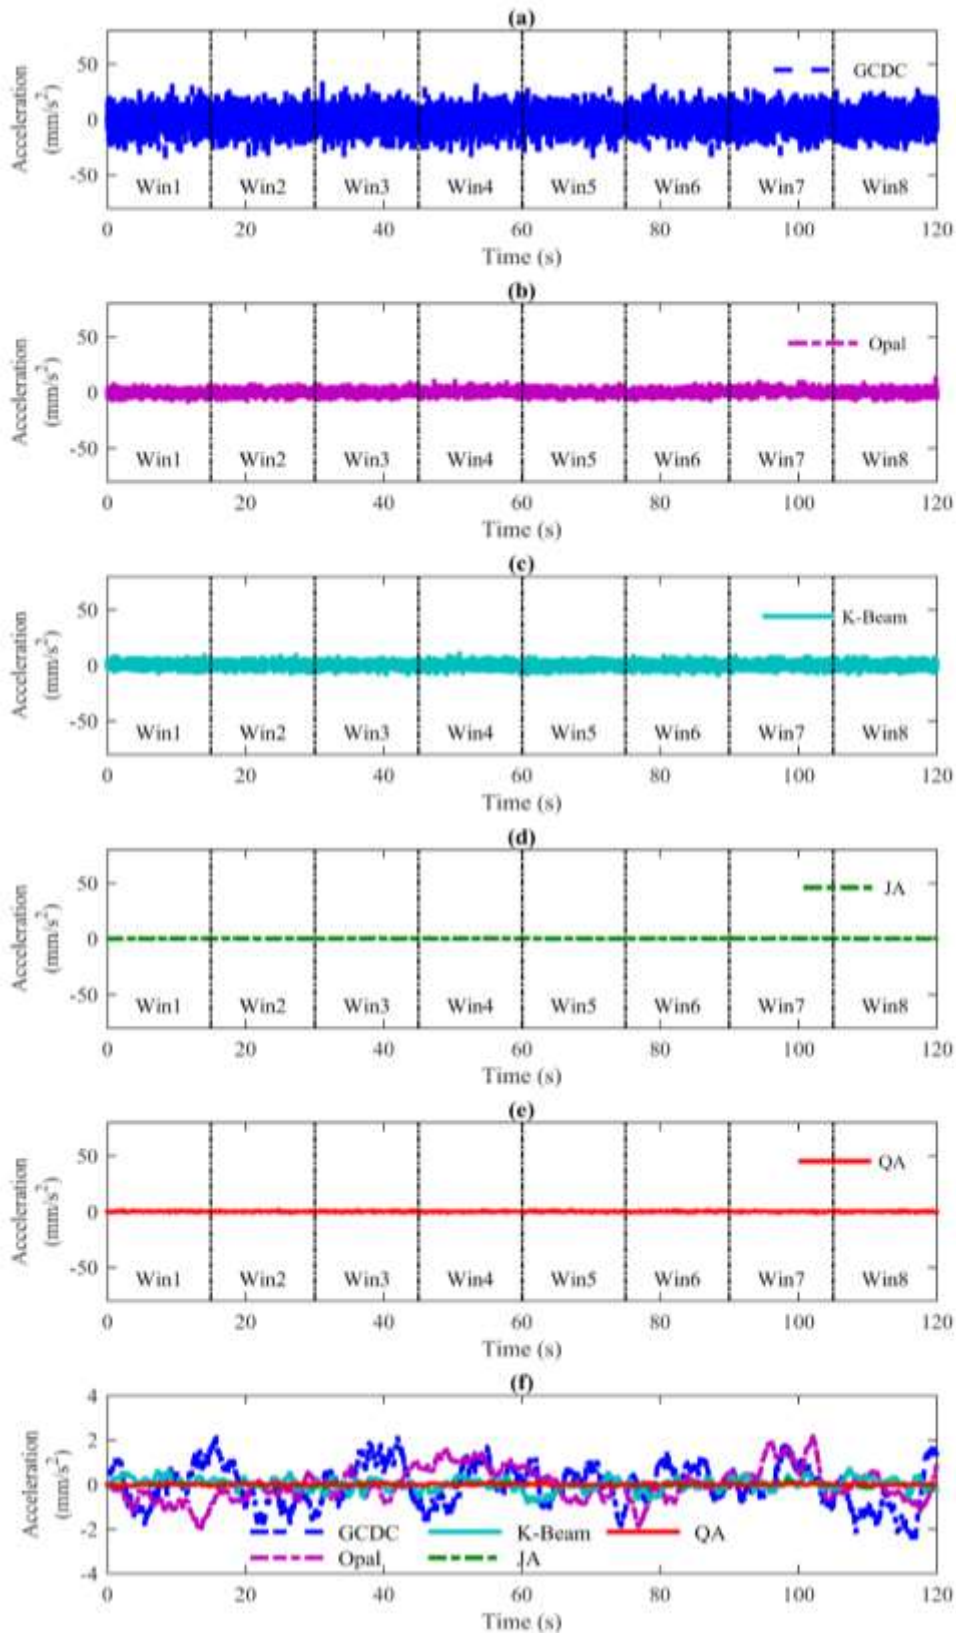 (a)
Acceleration
(mm/s²)
50
0
-50
GCDC
Win1 Win2 Win3 Win4 Win5 Win6 Win7 Win8
0 20 40 60 80 100 120
Time (s)
(b)
Acceleration
(mm/s²)
50
0
-50
Opal
Win1 Win2 Win3 Win4 Win5 Win6 Win7 Win8
0 20 40 60 80 100 120
Time (s)
(c)
Acceleration
(mm/s²)
50
0
-50
K-Beam
Win1 Win2 Win3 Win4 Win5 Win6 Win7 Win8
0 20 40 60 80 100 120
Time (s)
(d)
Acceleration
(mm/s²)
50
0
-50
JA
Win1 Win2 Win3 Win4 Win5 Win6 Win7 Win8
0 20 40 60 80 100 120
Time (s)
(e)
Acceleration
(mm/s²)
50
0
-50
QA
Win1 Win2 Win3 Win4 Win5 Win6 Win7 Win8
0 20 40 60 80 100 120
Time (s)
(f)
Acceleration
(mm/s²)
4
2
0
-2
-4
GCDC K-Beam QA
Opal JA
0 20 40 60 80 100 120
Time (s)